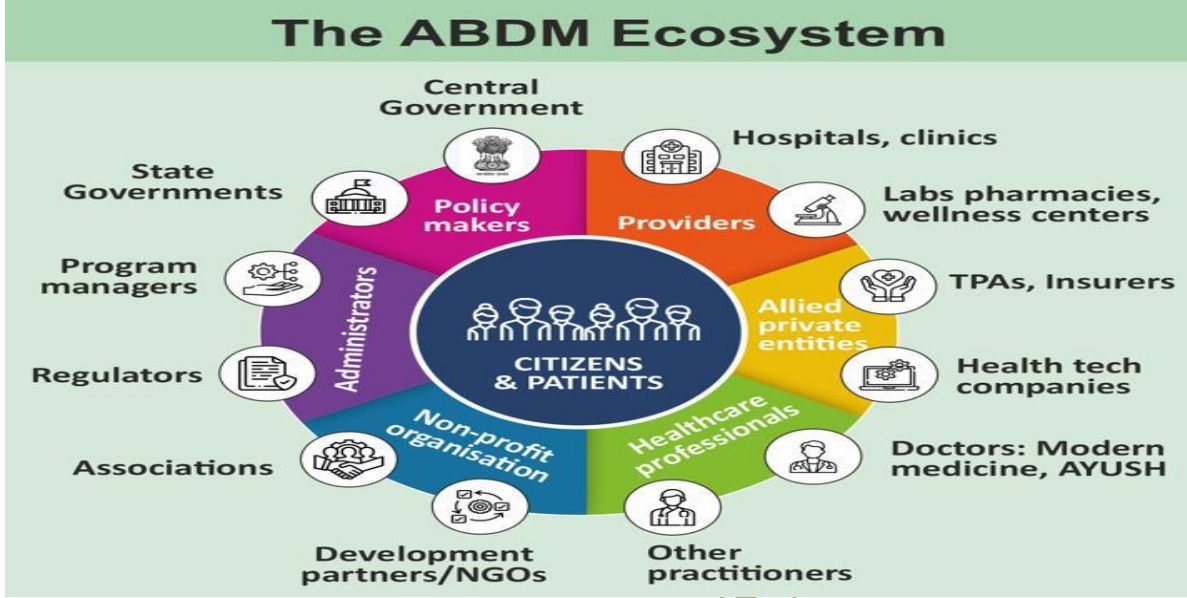 The ABDM Ecosystem
Central
Government
Hospitals, clinics
State
Governments
Labs pharmacies,
wellness centers
Policy
makers
Providers
Program
managers
TPAs, Insurers
Administrators
Allied
private
entities
CITIZENS
& PATIENTS
Regulators
Health tech
companies
Non-profit
organisation
Healthcare
professionals
Associations
Doctors: Modern
medicine, AYUSH
Development
partners/NGOs
Other
practitioners